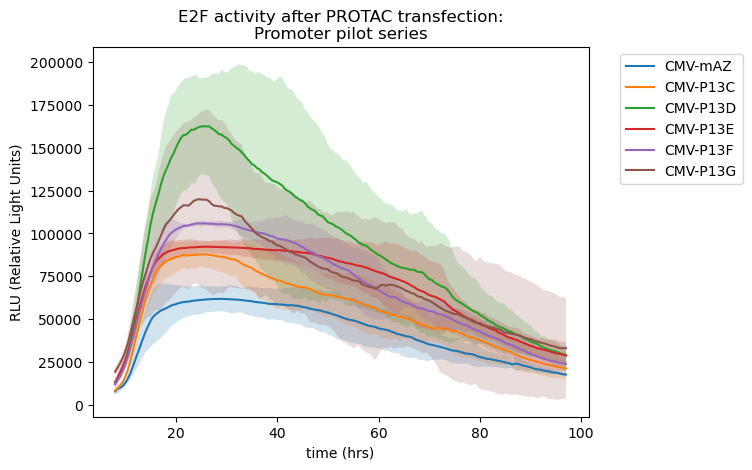 E2F activity after PROTAC transfection:
Promoter pilot series
RLU (Relative Light Units)
200000
175000
150000
125000
100000
75000
50000
25000
0
20
40
60
80
100
time (hrs)
CMV-mAZ
CMV-P13C
CMV-P13D
CMV-P13E
CMV-P13F
CMV-P13G